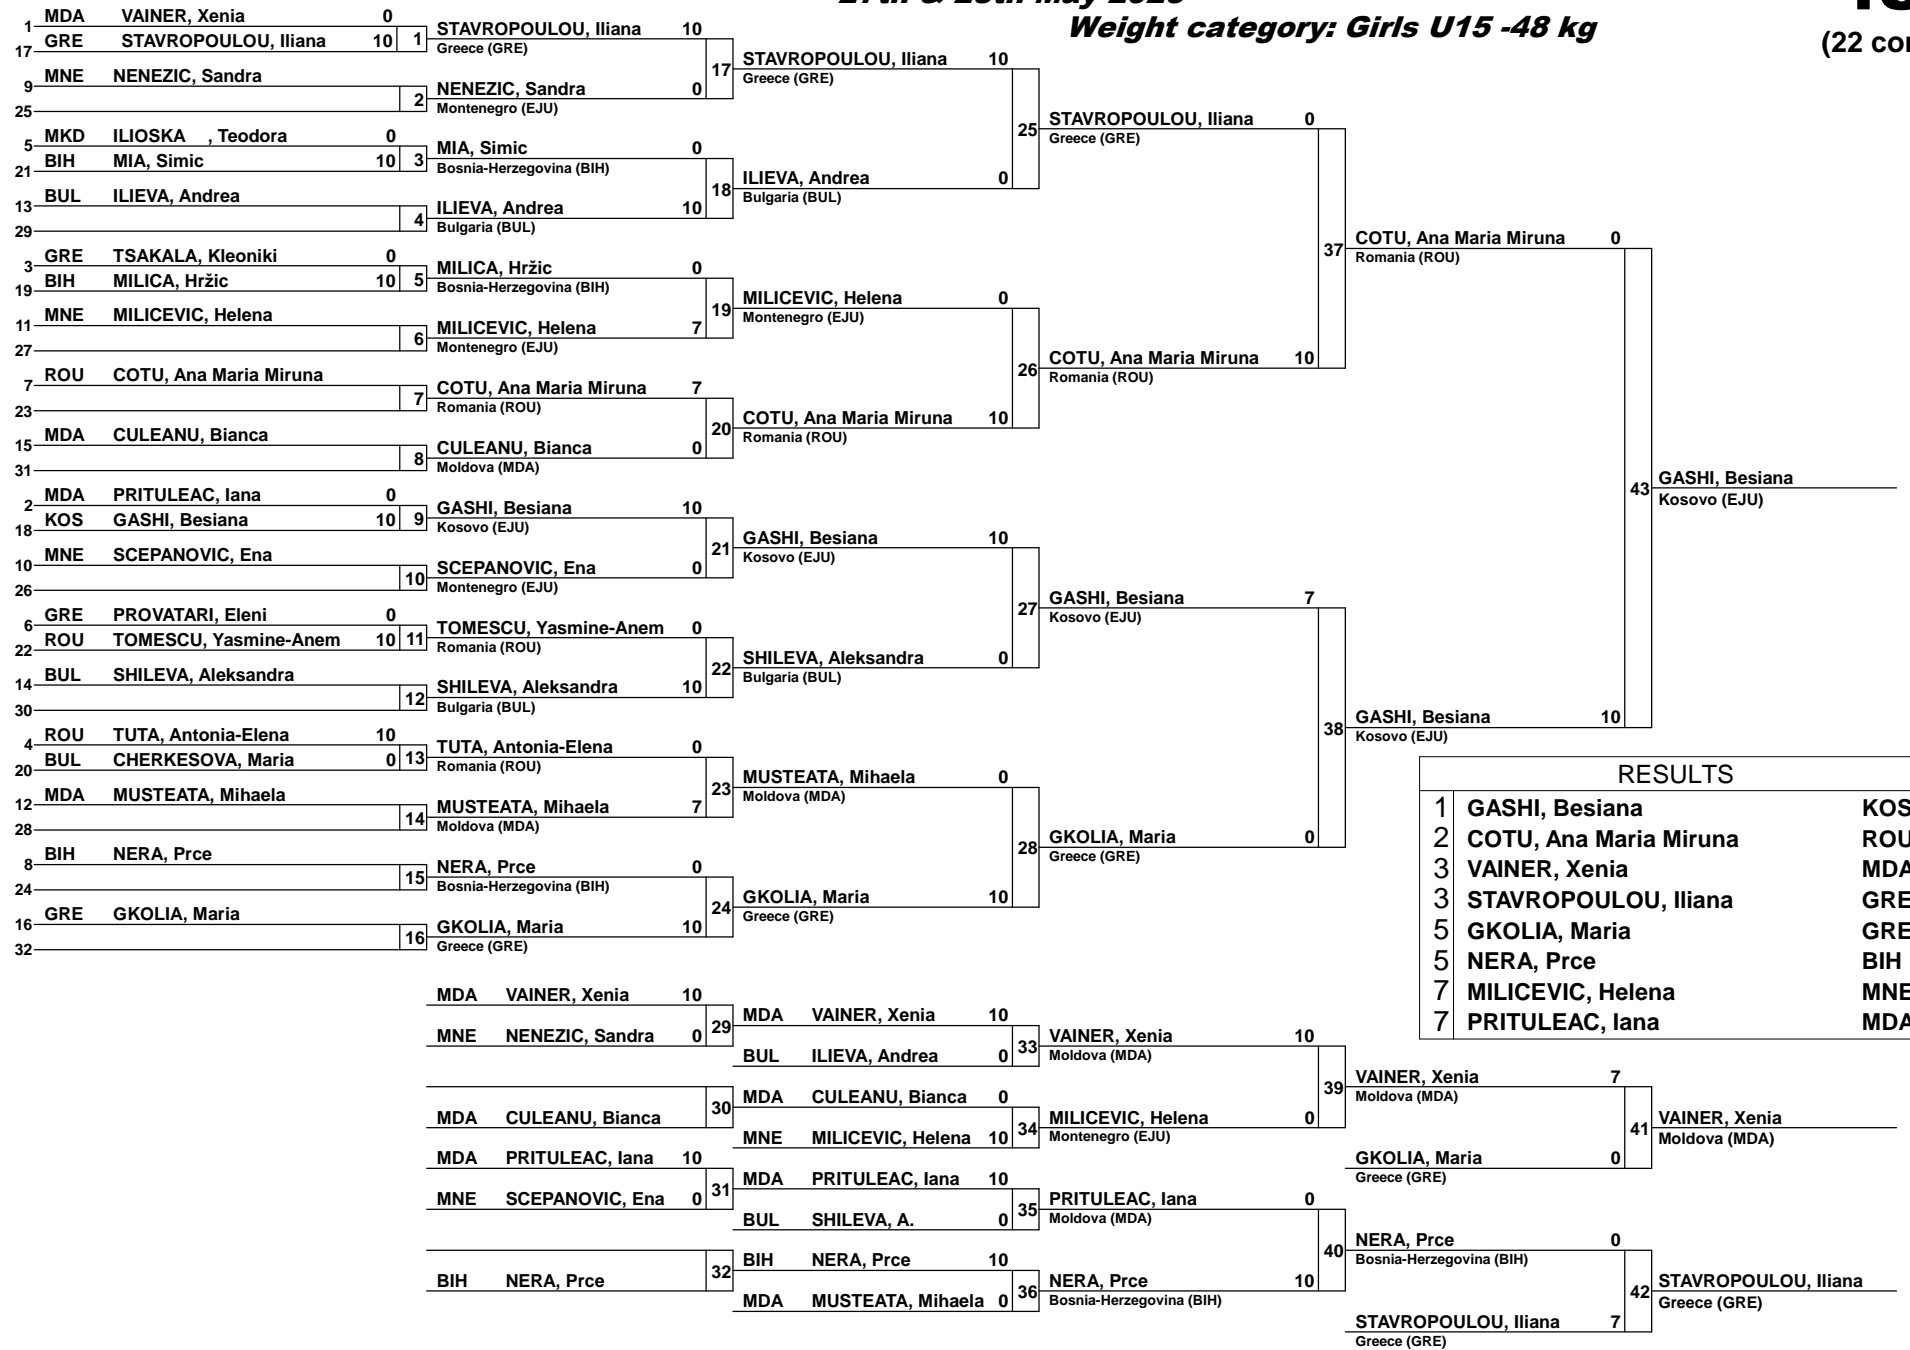 Weight category: Girls U15 -48 kg
(22
1 MDA VAINER, Xenia 0
17 GRE STAVROPOULOU, Iliana 10 1
9 MNE NENEZIC, Sandra
25 2
5 MKD ILIOSKA , Teodora 0
21 BIH MIA, Simic 10 3
13 BUL ILIEVA, Andrea
29 4
3 GRE TSAKALA, Kleoniki 0
19 BIH MILICA, Hržic 10 5
11 MNE MILICEVIC, Helena
27 6
7 ROU COTU, Ana Maria Miruna
23 7
15 MDA CULEANU, Bianca
31 8
2 MDA PRITULEAC, Iana 0
18 KOS GASHI, Besiana 10 9
10 MNE SCEPANOVIC, Ena
26 10
6 GRE PROVATARI, Eleni 0
22 ROU TOMESCU, Yasmine-Anem 10 11
14 BUL SHILEVA, Aleksandra
30 12
4 ROU TUTA, Antonia-Elena 10
20 BUL CHERKESOVA, Maria 0 13
12 MDA MUSTEATA, Mihaela
28 14
8 BIH NERA, Prce
24 15
16 GRE GKOLIA, Maria
32 16
STAVROPOULOU, Iliana 10
Greece (GRE)
17
NENEZIC, Sandra 0
Montenegro (EJU)
MIA, Simic 0
Bosnia-Herzegovina (BIH)
18
ILIEVA, Andrea 10
Bulgaria (BUL)
MILICA, Hržic 0
Bosnia-Herzegovina (BIH)
19
MILICEVIC, Helena 7
Montenegro (EJU)
COTU, Ana Maria Miruna 7
Romania (ROU)
20
CULEANU, Bianca 0
Moldova (MDA)
GASHI, Besiana 10
Kosovo (EJU)
21
SCEPANOVIC, Ena 0
Montenegro (EJU)
TOMESCU, Yasmine-Anem 0
Romania (ROU)
22
SHILEVA, Aleksandra 10
Bulgaria (BUL)
TUTA, Antonia-Elena 0
Romania (ROU)
23
MUSTEATA, Mihaela 7
Moldova (MDA)
NERA, Prce 0
Bosnia-Herzegovina (BIH)
24
GKOLIA, Maria 10
Greece (GRE)
STAVROPOULOU, Iliana 10
Greece (GRE)
25
ILIEVA, Andrea 0
Bulgaria (BUL)
MILICEVIC, Helena 0
Montenegro (EJU)
26
COTU, Ana Maria Miruna 10
Romania (ROU)
GASHI, Besiana 10
Kosovo (EJU)
27
SHILEVA, Aleksandra 0
Bulgaria (BUL)
MUSTEATA, Mihaela 0
Moldova (MDA)
28
GKOLIA, Maria 10
Greece (GRE)
STAVROPOULOU, Iliana 0
Greece (GRE)
37
COTU, Ana Maria Miruna 10
Romania (ROU)
GASHI, Besiana 7
Kosovo (EJU)
38
GKOLIA, Maria 0
Greece (GRE)
COTU, Ana Maria Miruna 0
Romania (ROU)
43
GASHI, Besiana 10
Kosovo (EJU)
GASHI, Besiana
Kosovo (EJU)
RESULTS
1 GASHI, Besiana KOS
2 COTU, Ana Maria Miruna ROU
3 VAINER, Xenia MDA
3 STAVROPOULOU, Iliana GRE
5 GKOLIA, Maria GRE
5 NERA, Prce BIH
7 MILICEVIC, Helena MNE
7 PRITULEAC, Iana MDA
MDA VAINER, Xenia 10
29
MNE NENEZIC, Sandra 0
30
MDA CULEANU, Bianca
MDA PRITULEAC, Iana 10
31
MNE SCEPANOVIC, Ena 0
32
BIH NERA, Prce
MDA VAINER, Xenia 10
33
BUL ILIEVA, Andrea 0
MDA CULEANU, Bianca 0
34
MNE MILICEVIC, Helena 10
MDA PRITULEAC, Iana 10
35
BUL SHILEVA, A. 0
BIH NERA, Prce 10
36
MDA MUSTEATA, Mihaela 0
VAINER, Xenia 10
Moldova (MDA)
39
MILICEVIC, Helena 0
Montenegro (EJU)
PRITULEAC, Iana 0
Moldova (MDA)
40
NERA, Prce 10
Bosnia-Herzegovina (BIH)
VAINER, Xenia 7
Moldova (MDA)
41
GKOLIA, Maria 0
Greece (GRE)
NERA, Prce 0
Bosnia-Herzegovina (BIH)
42
STAVROPOULOU, Iliana 7
Greece (GRE)
VAINER, Xenia
Moldova (MDA)
STAVROPOULOU, Iliana
Greece (GRE)